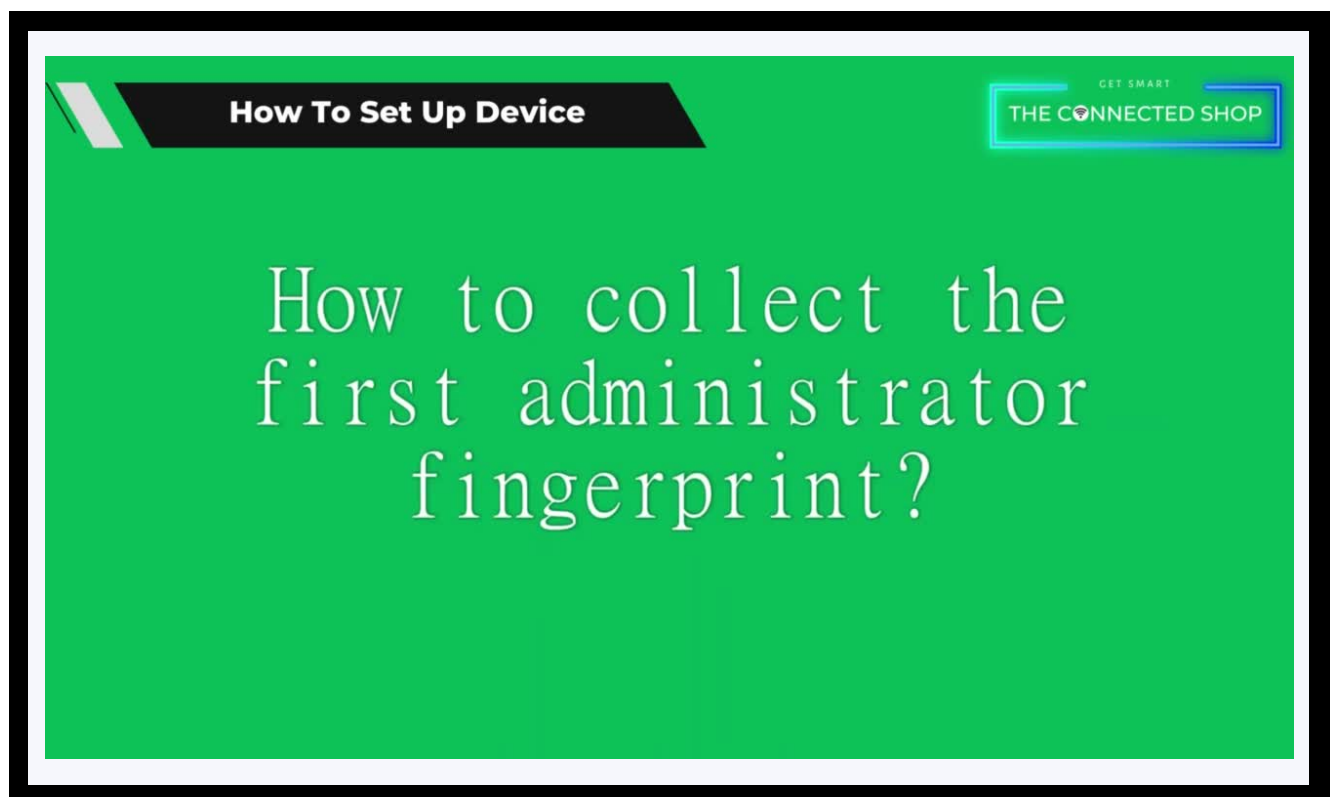 How To Set Up Device
GET SMART
THE CONNECTED SHOP
How to collect the
first administrator
fingerprint?